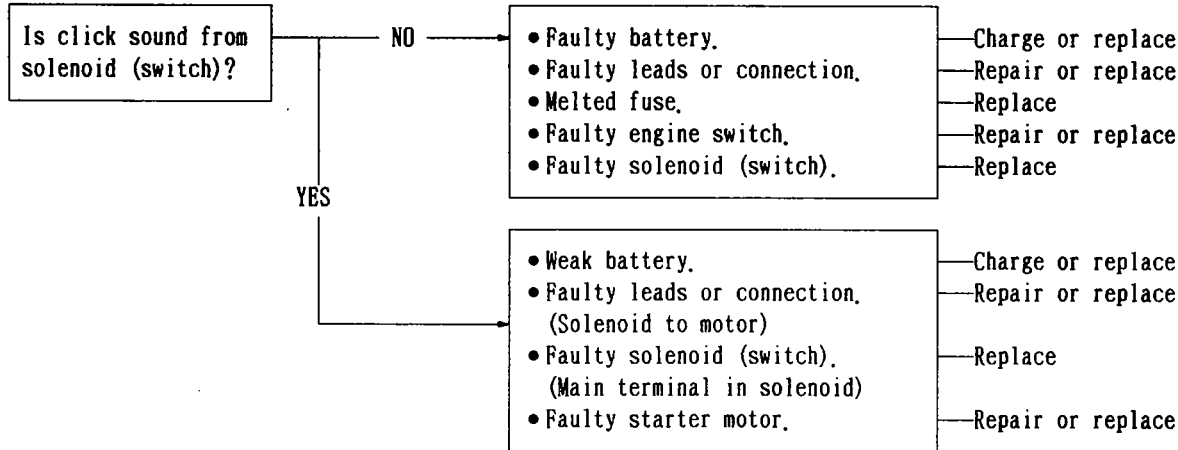 Is click sound from
solenoid (switch)?
NO
• Faulty battery. Charge or replace
• Faulty leads or connection. Repair or replace
• Melted fuse. Replace
• Faulty engine switch. Repair or replace
• Faulty solenoid (switch). Replace
YES
• Weak battery. Charge or replace
• Faulty leads or connection. Repair or replace
(Solenoid to motor)
• Faulty solenoid (switch). Replace
(Main terminal in solenoid)
• Faulty starter motor. Repair or replace